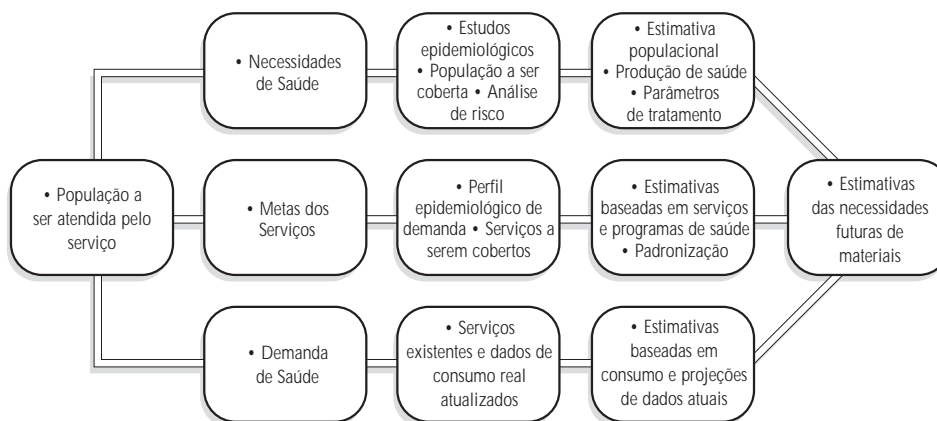 • Necessidades
de Saúde
• Estudos
epidemiológicos
• População a ser
coberta • Análise
de risco
• Estimativa
populacional
• Produção de saúde
• Parâmetros
de tratamento
• População a
ser atendida pelo
serviço
• Metas dos
Serviços
• Perfil
epidemiológico de
demanda • Serviços a
serem cobertos
• Estimativas
baseadas em serviços
e programas de saúde
• Padronização
• Estimativas
das necessidades
futuras de
materiais
• Demanda
de Saúde
• Serviços
existentes e dados de
consumo real
atualizados
• Estimativas
baseadas em
consumo e projeções
de dados atuais